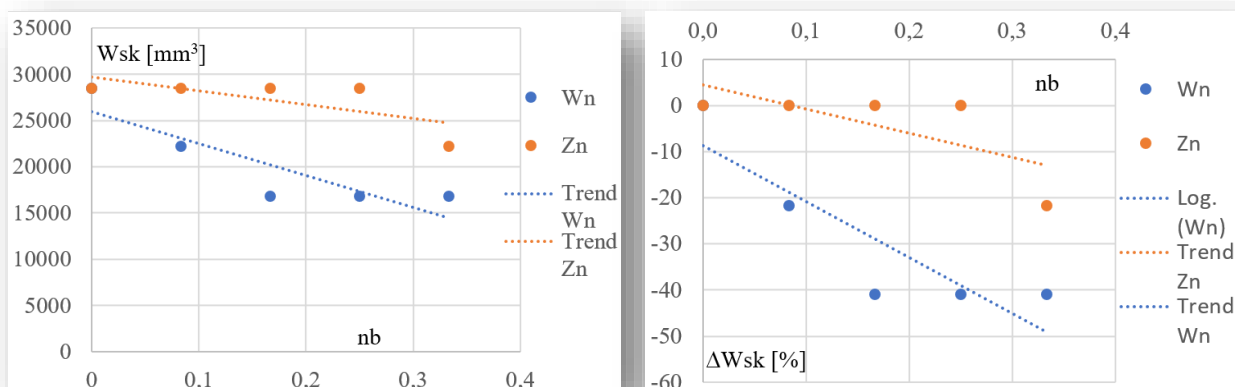 35000
Wsk [mm³]
30000
25000
20000
15000
10000
5000
0
nb
0
0,1
0,2
0,3
0,4
Wn
Zn
Trend
Wn
Trend
Zn
0,0
0,1
0,2
0,3
0,4
10
0
-10
-20
-30
-40
-50
-60
nb
ΔWsk [%]
Wn
Zn
Log.
(Wn)
Trend
Zn
Trend
Wn